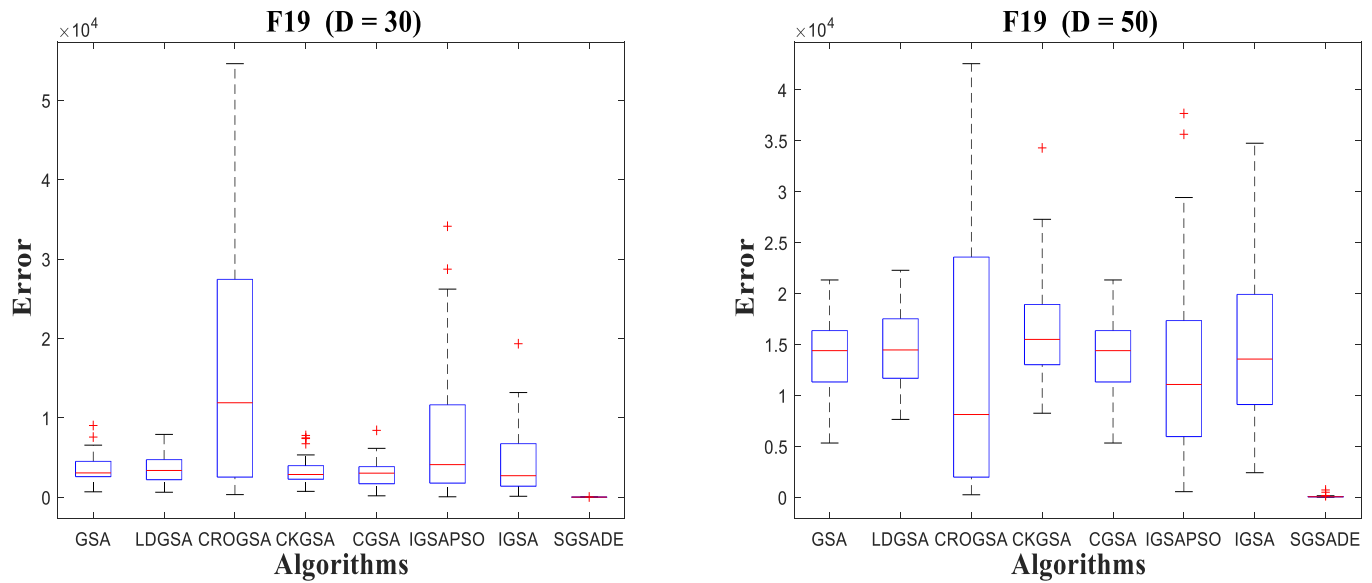 F19 (D = 30)
×10⁴
5
4
3
2
1
0
Error
GSA LDGSA CROGSA CKGSA CGSA IGSAPSO IGSA SGSADE
Algorithms
F19 (D = 50)
×10⁴
4
3.5
3
2.5
2
1.5
1
0.5
0
Error
GSA LDGSA CROGSA CKGSA CGSA IGSAPSO IGSA SGSADE
Algorithms